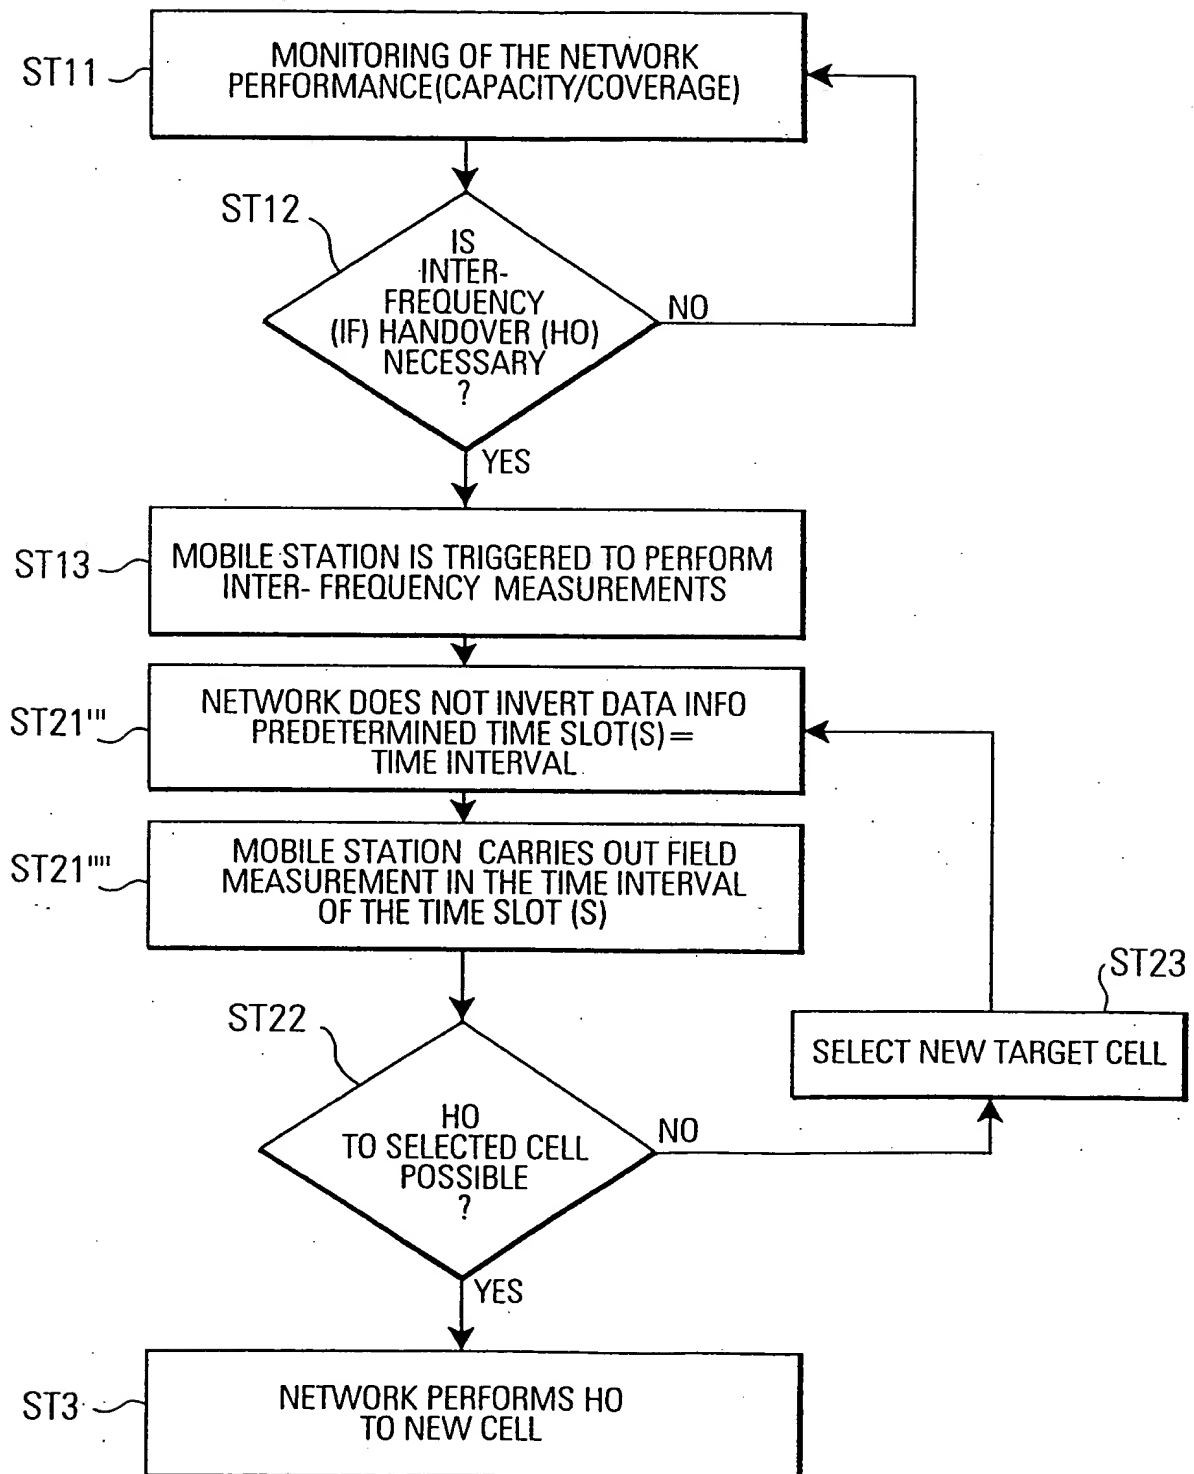 ST11
MONITORING OF THE NETWORK
PERFORMANCE(CAPACITY/COVERAGE)
ST12
IS
INTER-
FREQUENCY
(IF) HANDOVER (HO)
NECESSARY
?
NO
YES
ST13
MOBILE STATION IS TRIGGERED TO PERFORM
INTER- FREQUENCY MEASUREMENTS
ST21'''
NETWORK DOES NOT INVERT DATA INFO
PREDETERMINED TIME SLOT(S)=
TIME INTERVAL
ST21''''
MOBILE STATION CARRIES OUT FIELD
MEASUREMENT IN THE TIME INTERVAL
OF THE TIME SLOT (S)
ST22
HO
TO SELECTED CELL
POSSIBLE
?
NO
ST23
SELECT NEW TARGET CELL
YES
ST3
NETWORK PERFORMS HO
TO NEW CELL